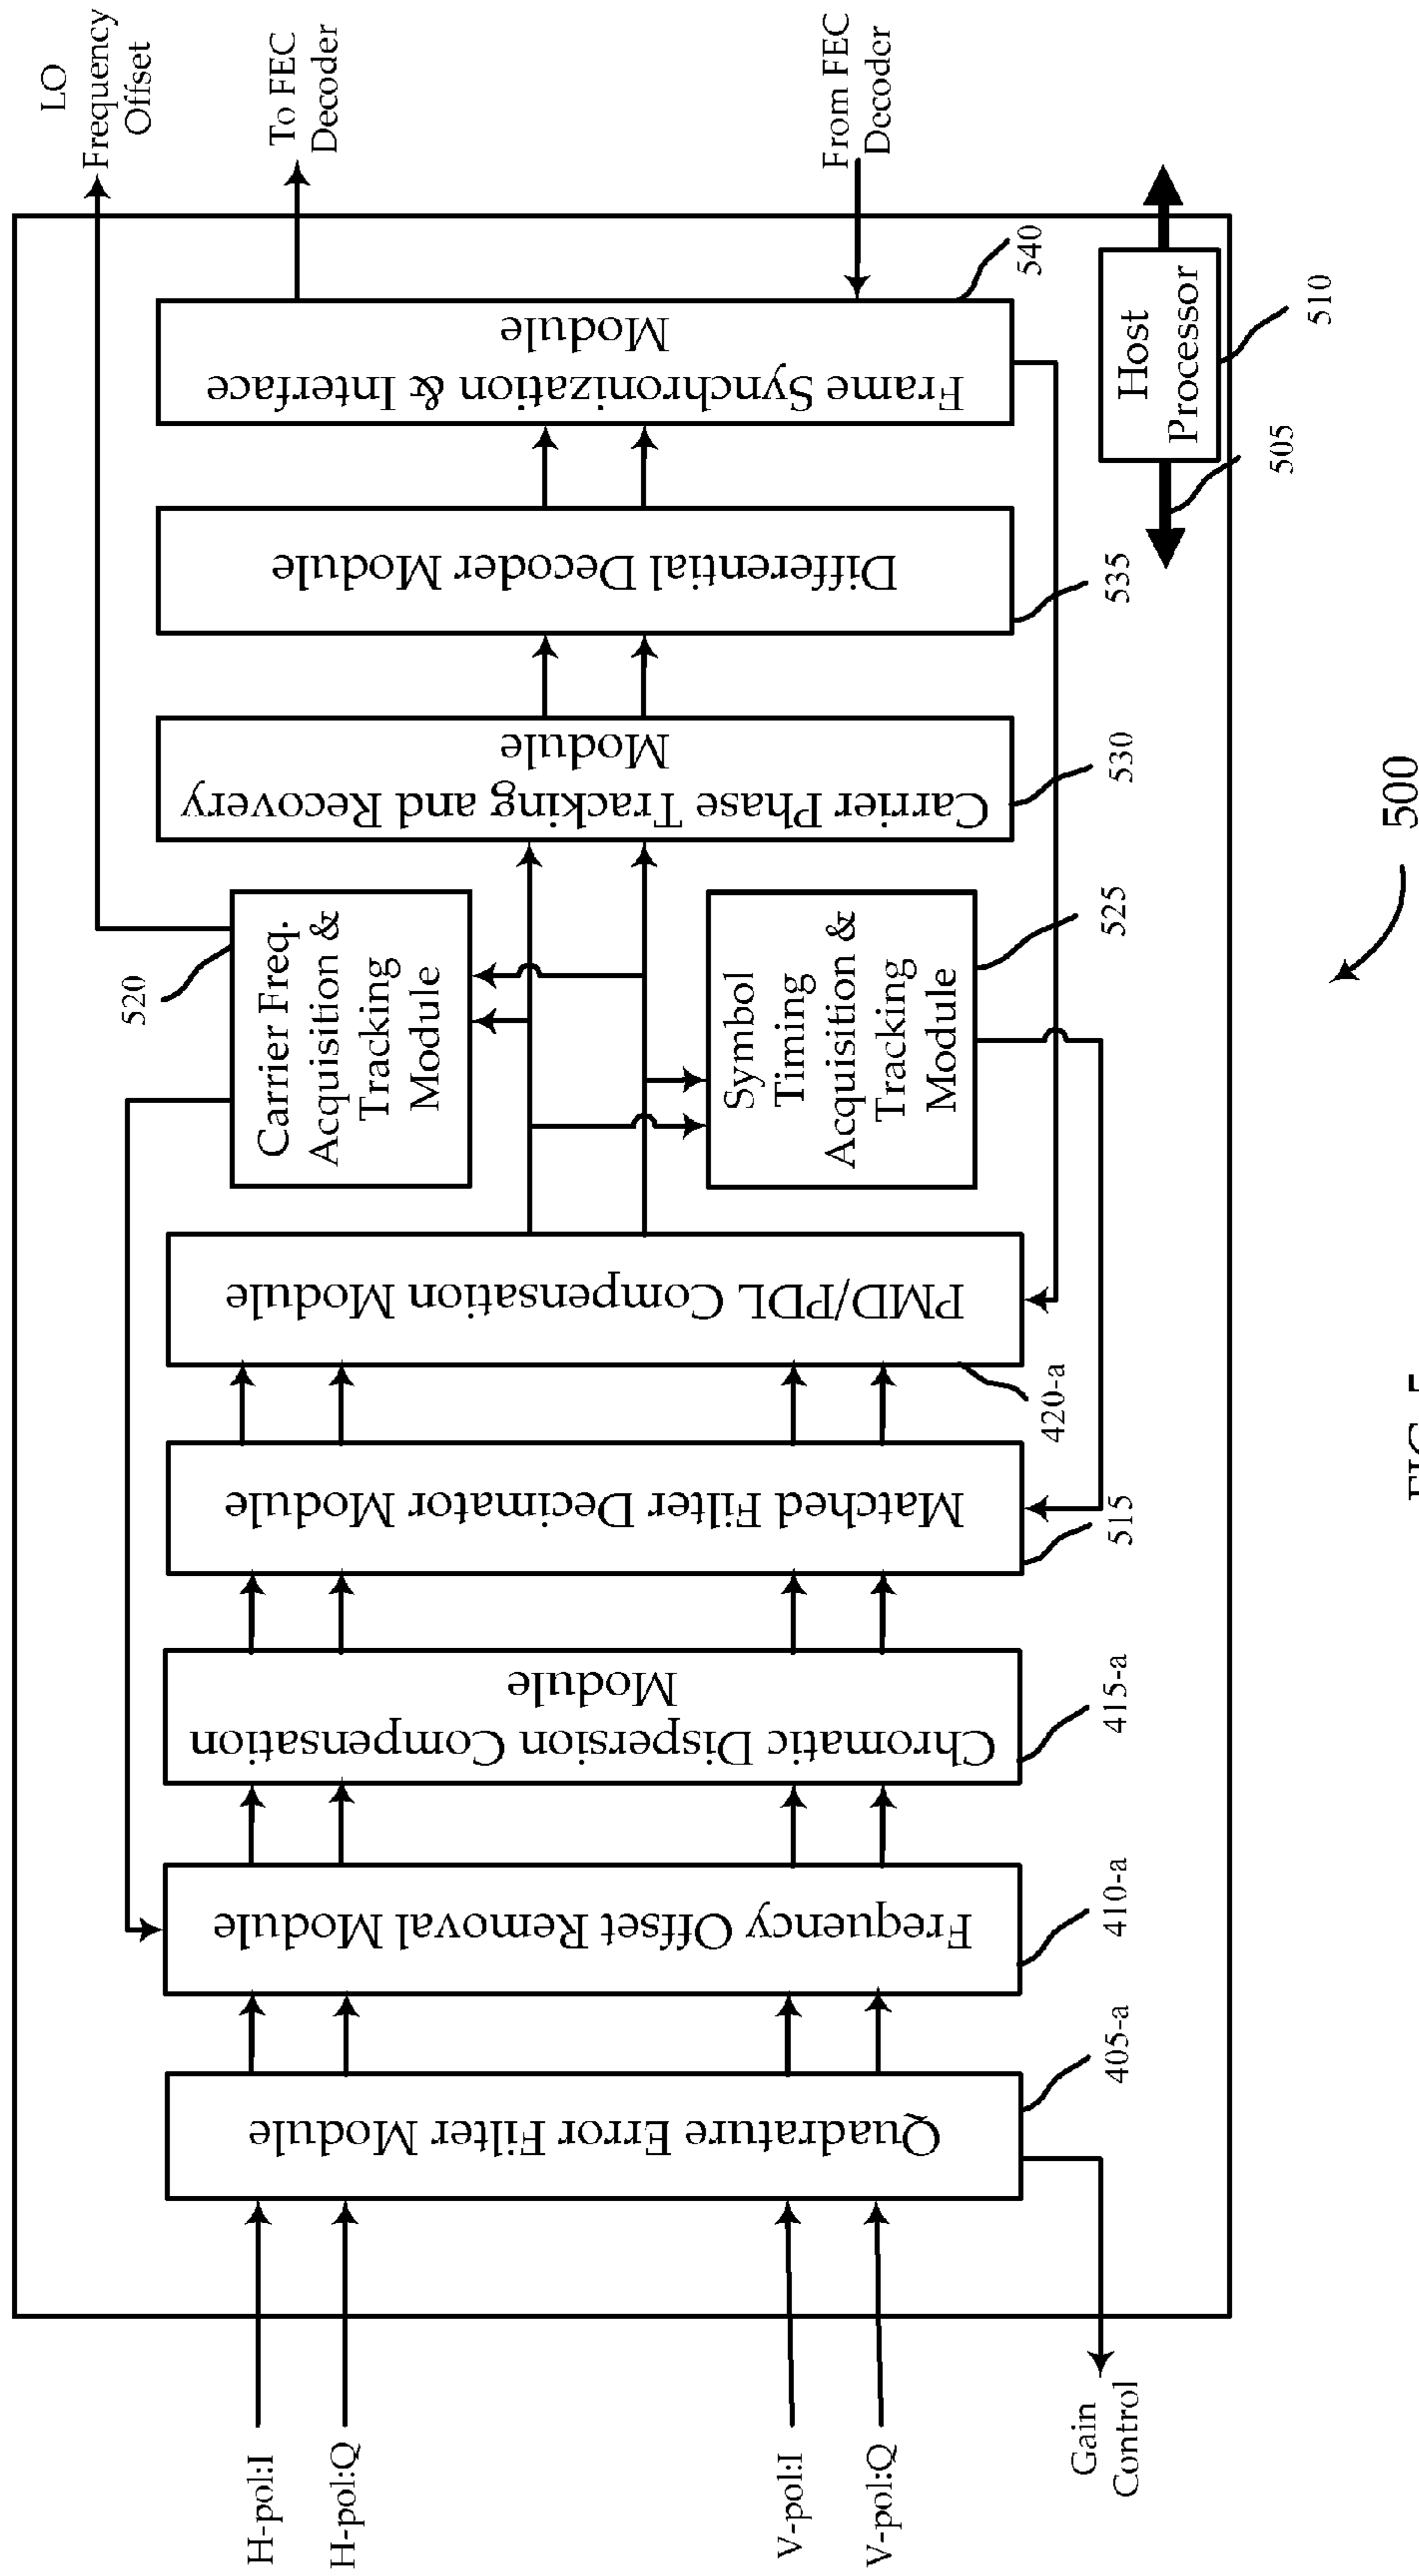 H-pol:I
H-pol:Q
V-pol:I
V-pol:Q
Gain
Control
Quadrature Error Filter Module
405-a
Frequency Offset Removal Module
410-a
Chromatic Dispersion Compensation
Module
415-a
Matched Filter Decimator Module
515
PMD/PDL Compensation Module
420-a
Carrier Freq.
Acquisition &
Tracking
Module
520
Symbol
Timing
Acquisition &
Tracking
Module
525
Carrier Phase Tracking and Recovery
Module
530
Differential Decoder Module
535
Frame Synchronization & Interface
Module
540
LO
Frequency
Offset
To FEC
Decoder
From FEC
Decoder
Host
Processor
505
510
500